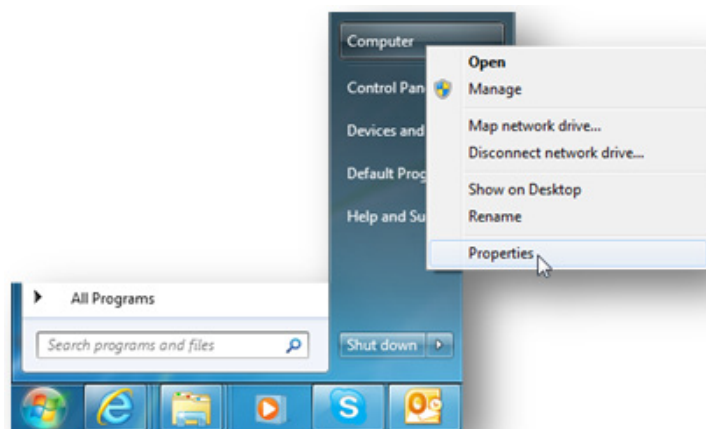 Computer
Open
Manage
Map network drive...
Disconnect network drive...
Show on Desktop
Rename
Properties
Control Pan
Devices and
Default Prog
Help and Su
All Programs
Search programs and files
Shut down